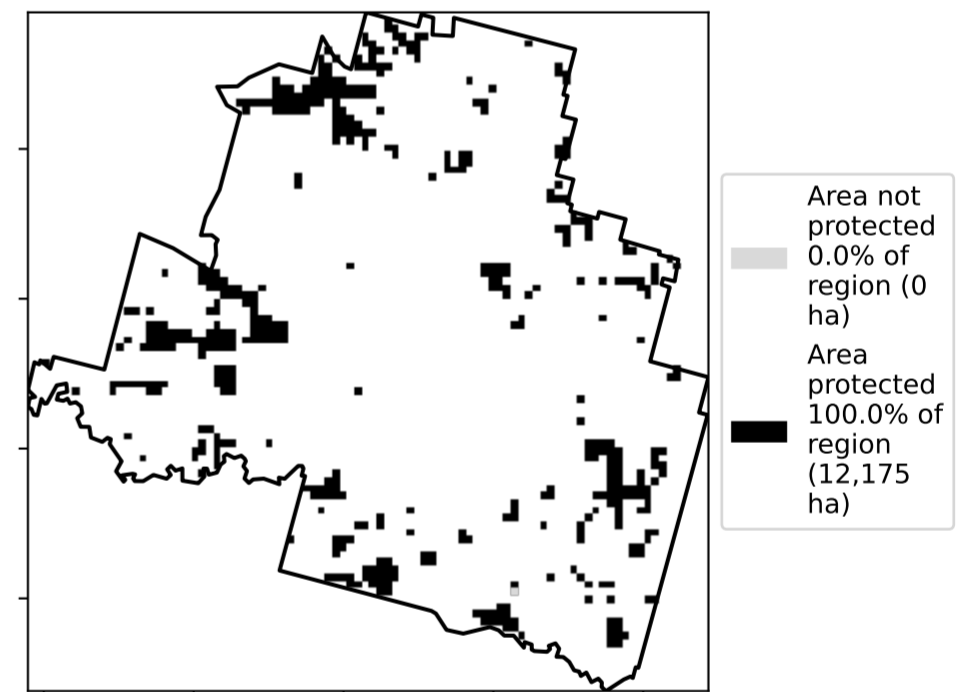 Area not
protected
0.0% of
region (0
ha)
Area
protected
100.0% of
region
(12,175
ha)